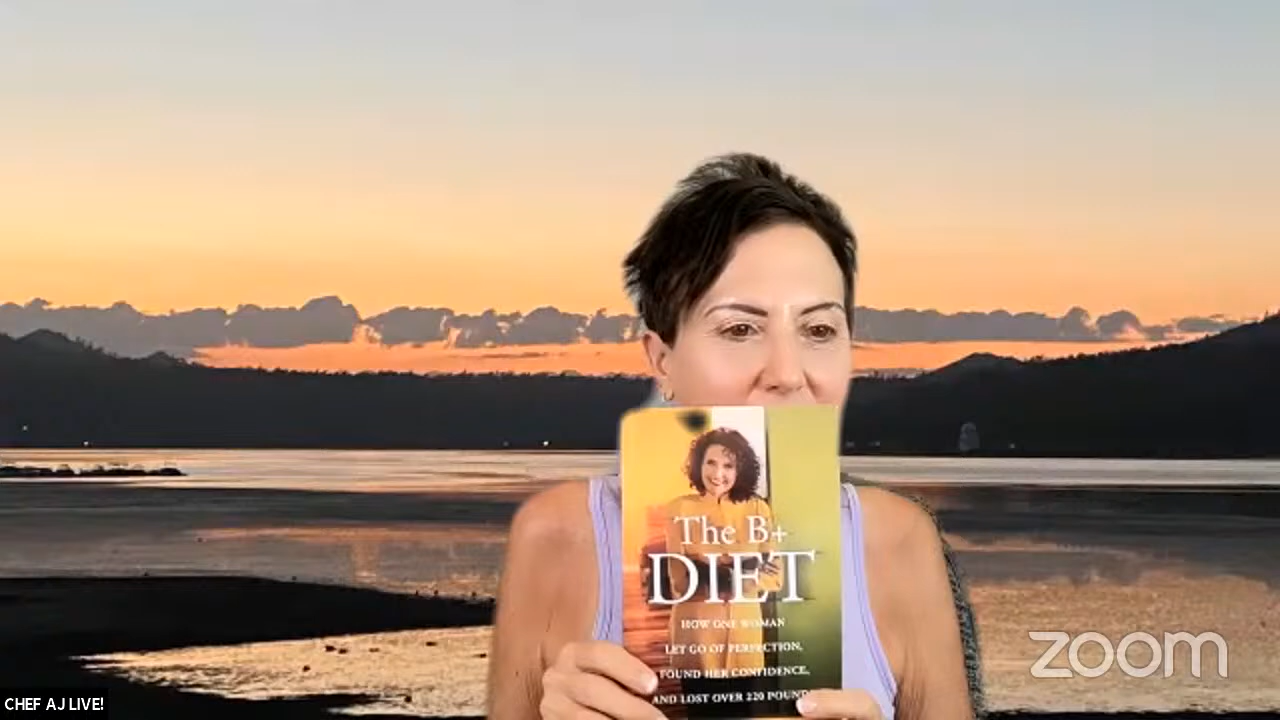 The B+
DIET
HOW ONE WOMAN
LET GO OF PERFECTION,
FOUND HER CONFIDENCE,
AND LOST OVER 220 POUNDS
zoom
CHEF AJ LIVE!